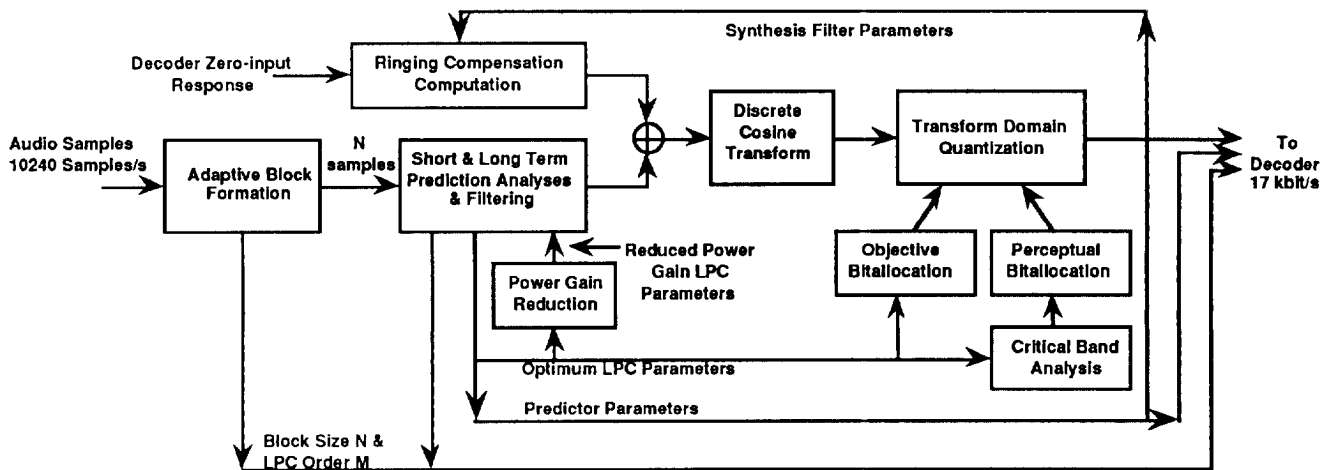 Synthesis Filter Parameters
Decoder Zero-input
Response
Ringing Compensation
Computation
Audio Samples
10240 Samples/s
Adaptive Block
Formation
N
samples
Short & Long Term
Prediction Analyses
& Filtering
Discrete
Cosine
Transform
Transform Domain
Quantization
To
Decoder
17 kbit/s
Reduced Power
Gain LPC
Parameters
Power Gain
Reduction
Objective
Bitallocation
Perceptual
Bitallocation
Critical Band
Analysis
Optimum LPC Parameters
Predictor Parameters
Block Size N &
LPC Order M